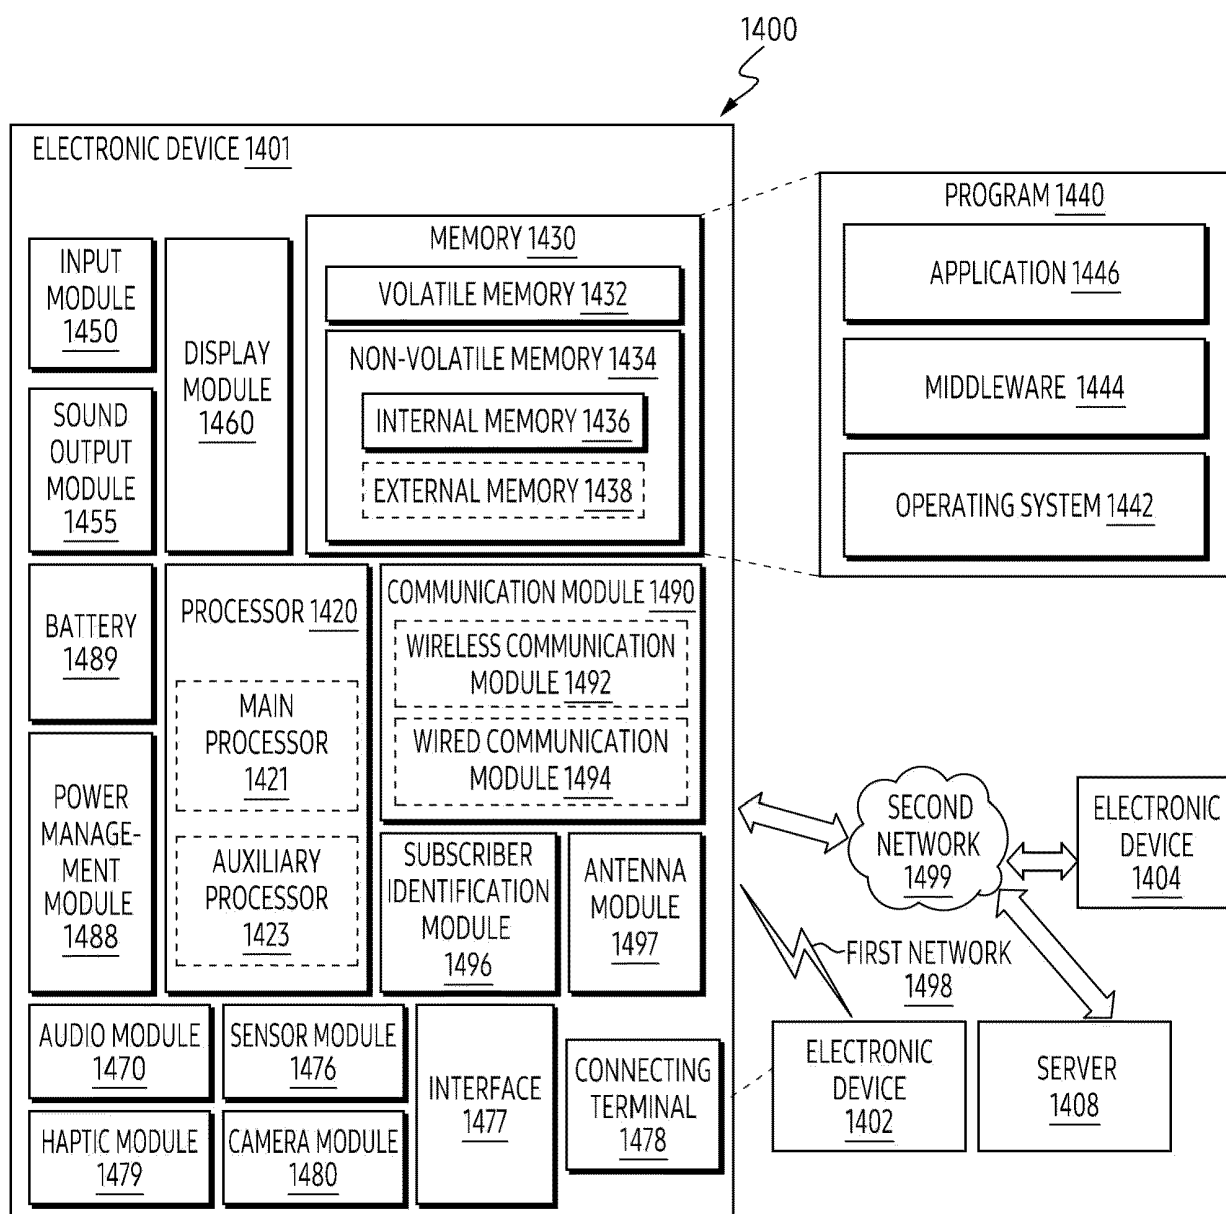 1400
ELECTRONIC DEVICE 1401
INPUT
MODULE
1450
SOUND
OUTPUT
MODULE
1455
DISPLAY
MODULE
1460
MEMORY 1430
VOLATILE MEMORY 1432
NON-VOLATILE MEMORY 1434
INTERNAL MEMORY 1436
EXTERNAL MEMORY 1438
PROGRAM 1440
APPLICATION 1446
MIDDLEWARE 1444
OPERATING SYSTEM 1442
BATTERY
1489
POWER
MANAGE-
MENT MODULE
1488
PROCESSOR 1420
MAIN
PROCESSOR
1421
AUXILIARY
PROCESSOR
1423
COMMUNICATION MODULE 1490
WIRELESS COMMUNICATION
MODULE 1492
WIRED COMMUNICATION
MODULE 1494
SUBSCRIBER
IDENTIFICATION
MODULE
1496
ANTENNA
MODULE
1497
SECOND
NETWORK
1499
ELECTRONIC
DEVICE
1404
FIRST NETWORK
1498
AUDIO MODULE
1470
SENSOR MODULE
1476
HAPTIC MODULE
1479
CAMERA MODULE
1480
INTERFACE
1477
CONNECTING
TERMINAL
1478
ELECTRONIC
DEVICE
1402
SERVER
1408